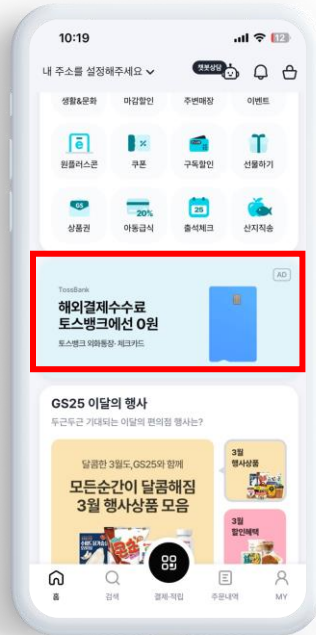 10:19
12
내 주소를 설정해주세요
챗봇상담
생활&문화 마감할인 주변매장 이벤트
원플러스콘 쿠폰 구독할인 선물하기
GS 20% 25
상품권 아동급식 출석체크 산지직송
AD
TossBank
해외결제수수료
토스뱅크에선 0원
토스뱅크 외화통장· 체크카드
GS25 이달의 행사
두근두근 기대되는 이달의 편의점 행사는?
달콤한 3월도, GS25와 함께
모든순간이 달콤해짐
3월 행사상품 모음
3월
행사상품
3월
할인혜택
홈 검색 결제·적립 주문내역 MY